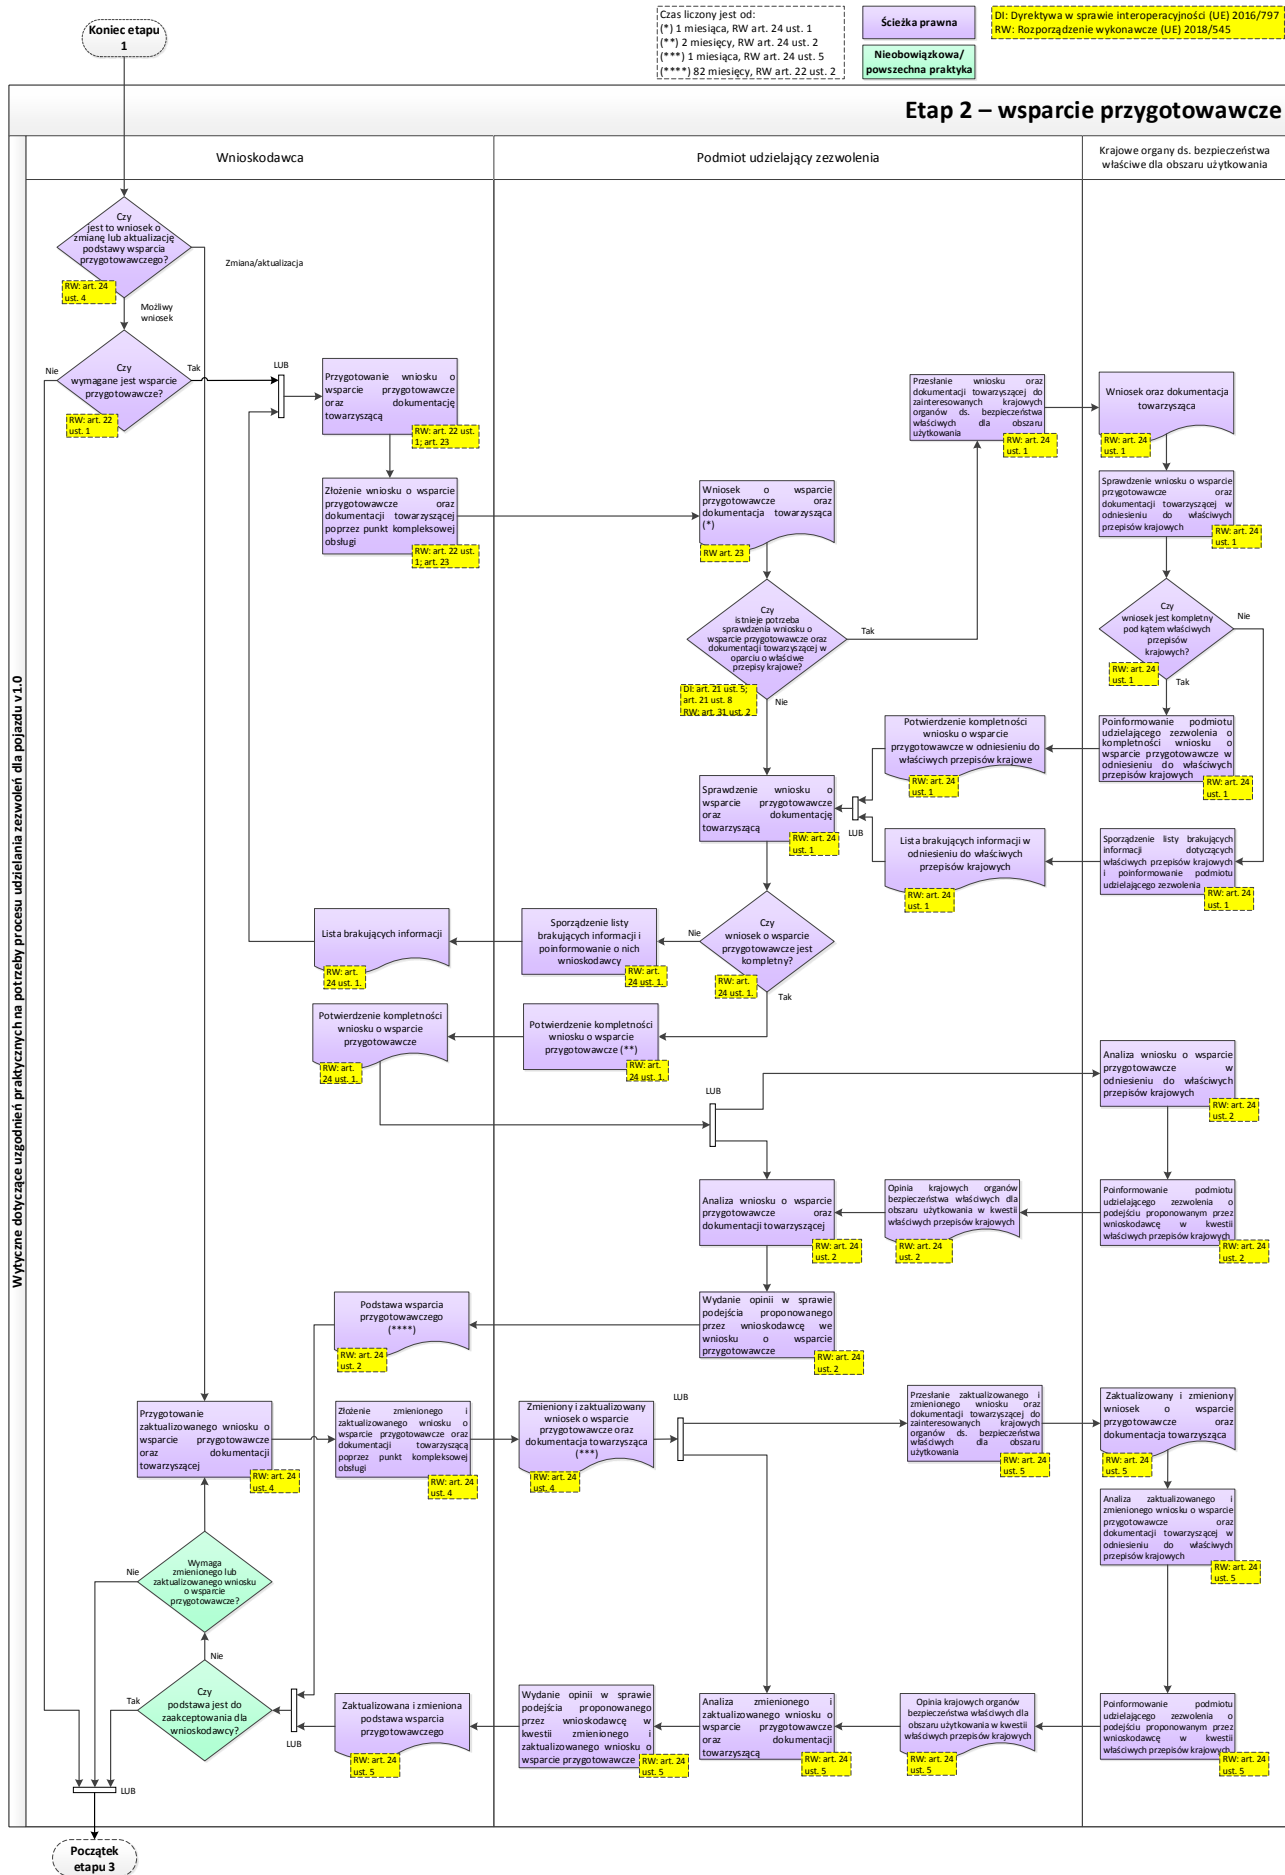 Koniec etapu
1
Czas liczony jest od:
(*) 1 miesiąca, RW art. 24 ust. 1
(**) 2 miesięcy, RW art. 24 ust. 2
(***) 1 miesiąca, RW art. 24 ust. 5
(****) 82 miesięcy, RW art. 22 ust. 2
Ścieżka prawna
Nieobowiązkowa/
powszechna praktyka
DI: Dyrektywa w sprawie interoperacyjności (UE) 2016/797
RW: Rozporządzenie wykonawcze (UE) 2018/545
Etap 2 – wsparcie przygotowawcze
Wytyczne dotyczące uzgodnień praktycznych na potrzeby procesu udzielania zezwoleń dla pojazdu v 1.0
Wnioskodawca
Podmiot udzielający zezwolenia
Krajowe organy ds. bezpieczeństwa
właściwe dla obszaru użytkowania
Czy
jest to wniosek o
zmianę lub aktualizację
podstawy wsparcia
przygotowawczego?
RW: art. 24
ust. 4
Zmiana/aktualizacja
Możliwy
wniosek
Nie
Czy
wymagane jest wsparcie
przygotowawcze?
Tak
RW: art. 22
ust. 1
LUB
Przygotowanie wniosku o
wsparcie przygotowawcze
oraz dokumentację
towarzyszącą
RW: art. 22 ust.
1; art. 23
Złożenie wniosku o wsparcie
przygotowawcze oraz
dokumentacji towarzyszącej
poprzez punkt kompleksowej
obsługi
RW: art. 22 ust.
1; art. 23
Wniosek o wsparcie
przygotowawcze oraz
dokumentacja towarzysząca
(*)
RW art. 23
Przesłanie wniosku oraz
dokumentacji towarzyszącej do
zainteresowanych krajowych
organów ds. bezpieczeństwa
właściwych dla obszaru
użytkowania
RW: art. 24
ust. 1
Wniosek oraz dokumentacja
towarzysząca
RW: art. 24
ust. 1
Sprawdzenie wniosku o wsparcie
przygotowawcze oraz
dokumentacji towarzyszącej w
odniesieniu do właściwych
przepisów krajowych
RW: art. 24
ust. 1
Czy
istnieje potrzeba
sprawdzenia wniosku o
wsparcie przygotowawcze oraz
dokumentacji towarzyszącej w
oparciu o właściwe
przepisy krajowe?
Tak
DI: art. 21 ust. 5;
art. 21 ust. 8
RW: art. 31 ust. 2
Nie
Czy
wniosek jest kompletny
pod kątem właściwych
przepisów
krajowych?
Nie
RW: art. 24
ust. 1
Tak
Poinformowanie podmiotu
udzielającego zezwolenia o
kompletności wniosku o
wsparcie przygotowawcze w
odniesieniu do właściwych
przepisów krajowych
RW: art. 24
ust. 1
Potwierdzenie kompletności
wniosku o wsparcie
przygotowawcze w odniesieniu do
właściwych przepisów krajowe
RW: art. 24
ust. 1
Sprawdzenie wniosku o
wsparcie przygotowawcze
oraz dokumentację
towarzyszącą
RW: art. 24
ust. 1
LUB
Lista brakujących informacji w
odniesieniu do właściwych
przepisów krajowych
RW: art. 24
ust. 1
Sporządzenie listy brakujących
informacji dotyczących
właściwych przepisów krajowych
i poinformowanie podmiotu
udzielającego zezwolenia
RW: art. 24
ust. 1
Lista brakujących informacji
RW: art.
24 ust. 1.
Sporządzenie listy
brakujących informacji i
poinformowanie o nich
wnioskodawcy
RW: art.
24 ust. 1.
Nie
Czy
wniosek o wsparcie
przygotowawcze jest
kompletny?
RW: art.
24 ust. 1.
Tak
Potwierdzenie kompletności
wniosku o wsparcie
przygotowawcze
RW: art.
24 ust. 1.
Potwierdzenie kompletności
wniosku o wsparcie
przygotowawcze (**)
RW: art.
24 ust. 1.
LUB
Analiza wniosku o wsparcie
przygotowawcze w
odniesieniu do właściwych
przepisów krajowych
RW: art. 24
ust. 2
Analiza wniosku o wsparcie
przygotowawcze oraz
dokumentacji towarzyszącej
RW: art. 24
ust. 2
Opinia krajowych organów
bezpieczeństwa właściwych dla
obszaru użytkowania w kwestii
właściwych przepisów krajowych
RW: art. 24
ust. 2
Poinformowanie podmiotu
udzielającego zezwolenia o
podejściu proponowanym przez
wnioskodawcę w kwestii
właściwych przepisów krajowych
RW: art. 24
ust. 2
Podstawa wsparcia
przygotowawczego
(****)
RW: art. 24
ust. 2
Wydanie opinii w sprawie
podejścia proponowanego
przez wnioskodawcę we
wniosku o wsparcie
przygotowawcze
RW: art. 24
ust. 2
Przygotowanie
zaktualizowanego wniosku o
wsparcie przygotowawcze
oraz dokumentacji
towarzyszącej
RW: art. 24
ust. 4
Złożenie zmienionego i
zaktualizowanego wniosku o
wsparcie przygotowawcze oraz
dokumentacji towarzyszącą
poprzez punkt kompleksowej
obsługi
RW: art. 24
ust. 4
Zmieniony i zaktualizowany
wniosek o wsparcie
przygotowawcze oraz
dokumentacja towarzysząca
(***)
RW: art. 24
ust. 4
LUB
Przesłanie zaktualizowanego i
zmienionego wniosku oraz
dokumentacji towarzyszącej do
zainteresowanych krajowych
organów ds. bezpieczeństwa
właściwych dla obszaru
użytkowania
RW: art. 24
ust. 5
Zaktualizowany i zmieniony
wniosek o wsparcie
przygotowawcze oraz
dokumentacja towarzysząca
RW: art. 24
ust. 5
Analiza zaktualizowanego i
zmienionego wniosku o wsparcie
przygotowawcze oraz
dokumentacji towarzyszącej w
odniesieniu do właściwych
przepisów krajowych
RW: art. 24
ust. 5
Nie
Wymaga
zmienionego lub
zaktualizowanego wniosku
o wsparcie
przygotowawcze?
Nie
Tak
Czy
podstawa jest do
zaakceptowania dla
wnioskodawcy?
LUB
Zaktualizowana i zmieniona
podstawa wsparcia
przygotowawczego
RW: art. 24
ust. 5
Wydanie opinii w sprawie
podejścia proponowanego
przez wnioskodawcę w
kwestii zmienionego i
zaktualizowanego wniosku o
wsparcie przygotowawcze
RW: art. 24
ust. 5
Analiza zmienionego i
zaktualizowanego wniosku o
wsparcie przygotowawcze
oraz dokumentacji
towarzyszącą
RW: art. 24
ust. 5
Opinia krajowych organów
bezpieczeństwa właściwych dla
obszaru użytkowania w kwestii
właściwych przepisów krajowych
RW: art. 24
ust. 5
Poinformowanie podmiotu
udzielającego zezwolenia o
podejściu proponowanym przez
wnioskodawcę w kwestii
właściwych przepisów krajowych
RW: art. 24
ust. 5
LUB
Początek
etapu 3